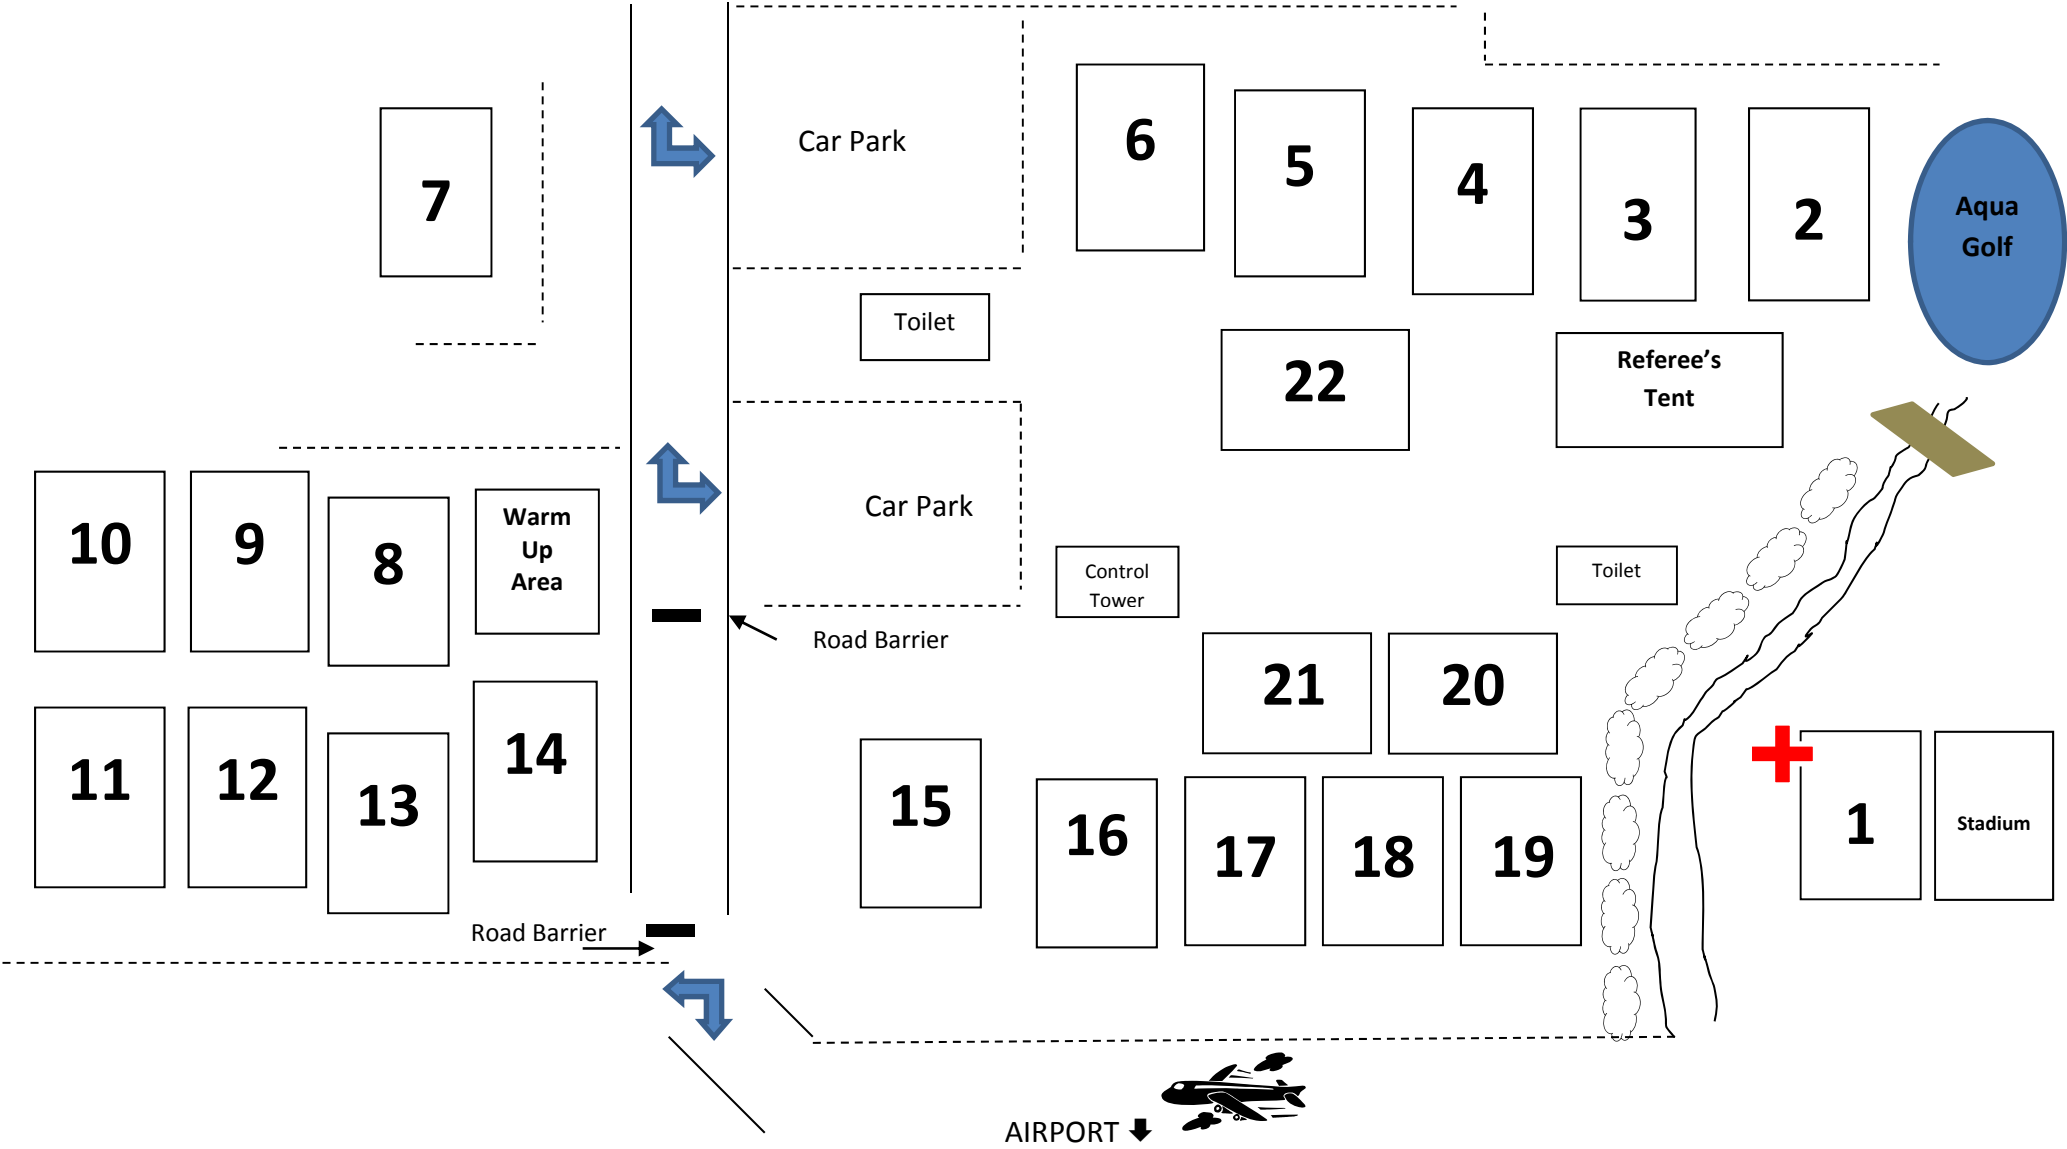 Car Park
6
5
4
3
2
Aqua
Golf
7
Toilet
22
Referee’s
Tent
Car Park
10
9
8
Warm
Up
Area
Control
Tower
Toilet
Road Barrier
21
20
11
12
13
14
15
16
17
18
19
1
Stadium
Road Barrier
AIRPORT